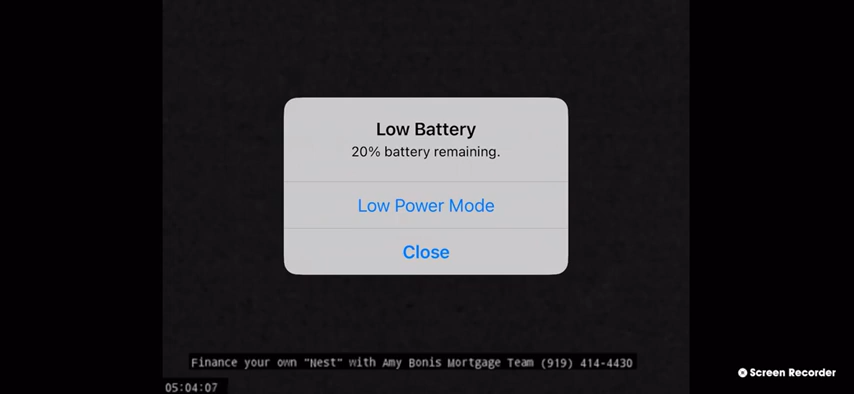 Low Battery
20% battery remaining.
Low Power Mode
Close
Finance your own "Nest" with Amy Bonis Mortgage Team (919) 414-4430
05:04:07
Screen Recorder